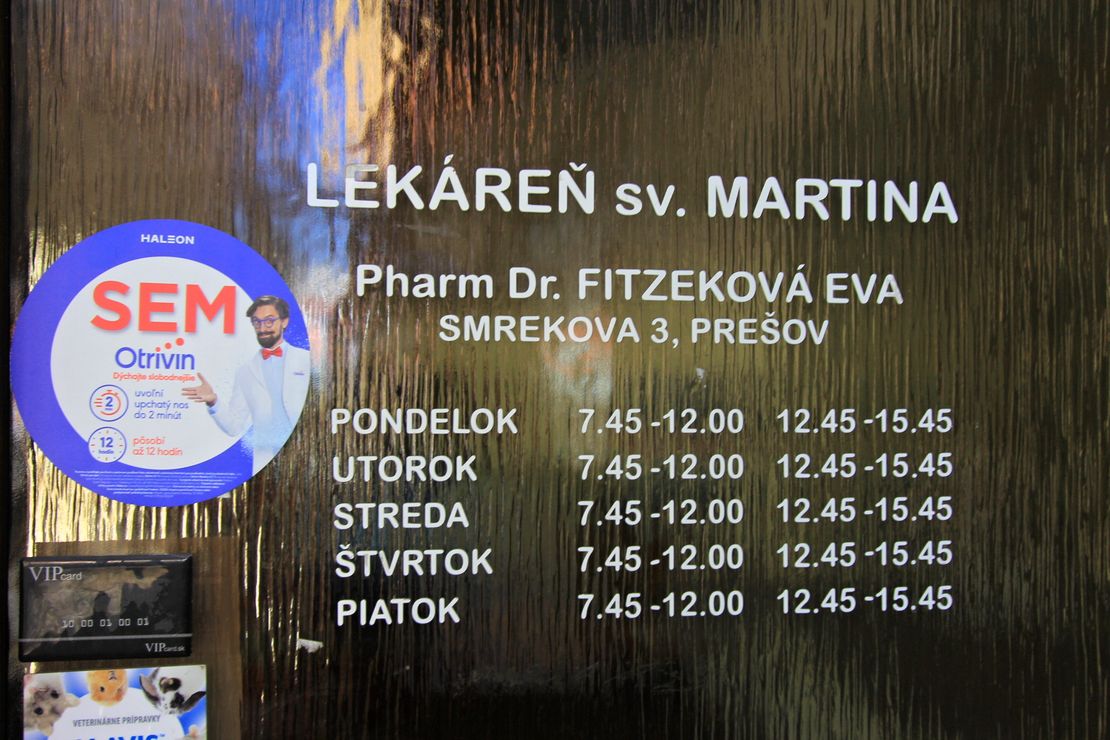 LEKÁREŇ sv. MARTINA
Pharm Dr. FITZEKOVÁ EVA
SMREKOVA 3, PREŠOV
PONDELOK 7.45 -12.00 12.45 -15.45
UTOROK 7.45 -12.00 12.45 -15.45
STREDA 7.45 -12.00 12.45 -15.45
ŠTVRTOK 7.45 -12.00 12.45 -15.45
PIATOK 7.45 -12.00 12.45 -15.45
HALEON
SEM
Otrivin
Dýchajte slobodnejšie
2
uvoľní
upchatý nos
do 2 minút
12
hodín
pôsobí
až 12 hodín
VIPcard
10 00 01 00 01
VIPcard.sk
VETERINÁRNE PRÍPRAVKY